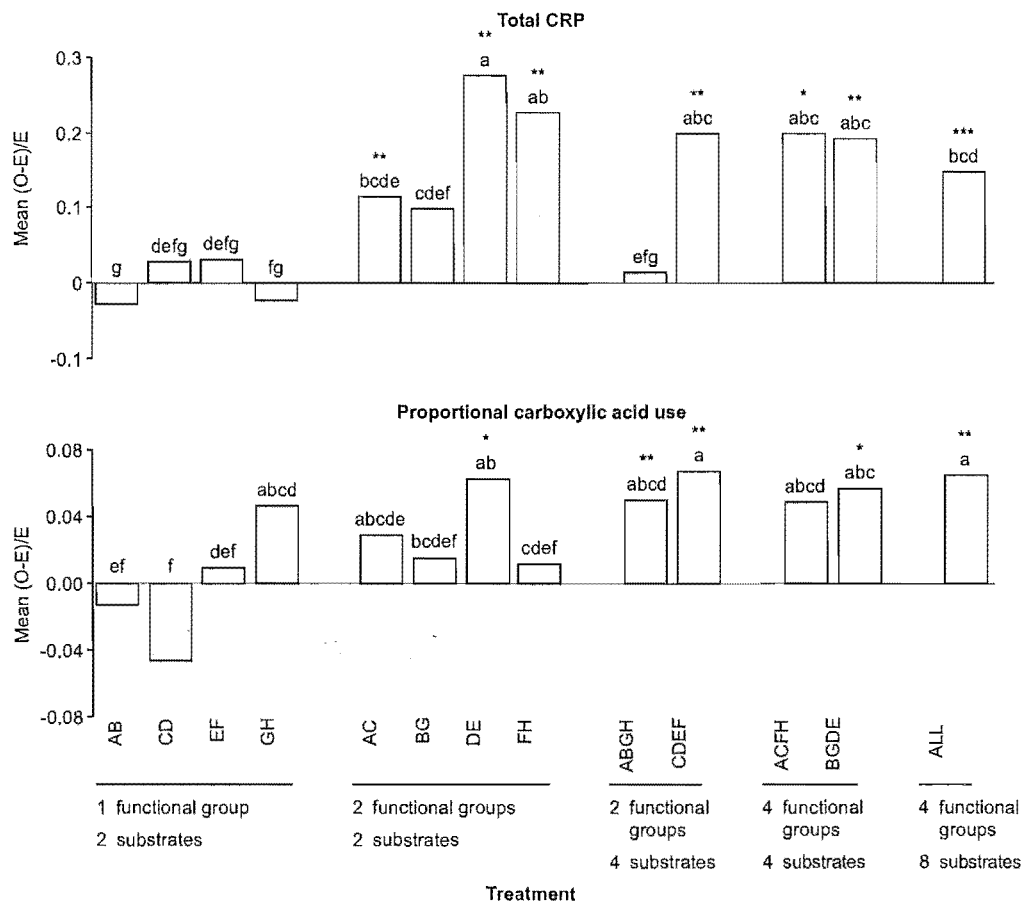 Total CRP
** 
a
**
ab
**
abc
*
abc
**
abc
***
bcd
**
bcde
cdef
defg
defg
g
fg
efg
0.3
0.2
0.1
0
-0.1
Mean (O-E)/E
Proportional carboxylic acid use
*
ab
**
abcd
**
a
abcd
*
abc
**
a
abcd
abcde
bcdef
cdef
def
ef
f
0.08
0.04
0.00
-0.04
-0.08
Mean (O-E)/E
AB
CD
EF
GH
AC
BG
DE
FH
ABGH
CDEF
ACFH
BGDE
ALL
1 functional group
2 substrates
2 functional groups
2 substrates
2 functional
groups
4 substrates
4 functional
groups
4 substrates
4 functional
groups
8 substrates
Treatment